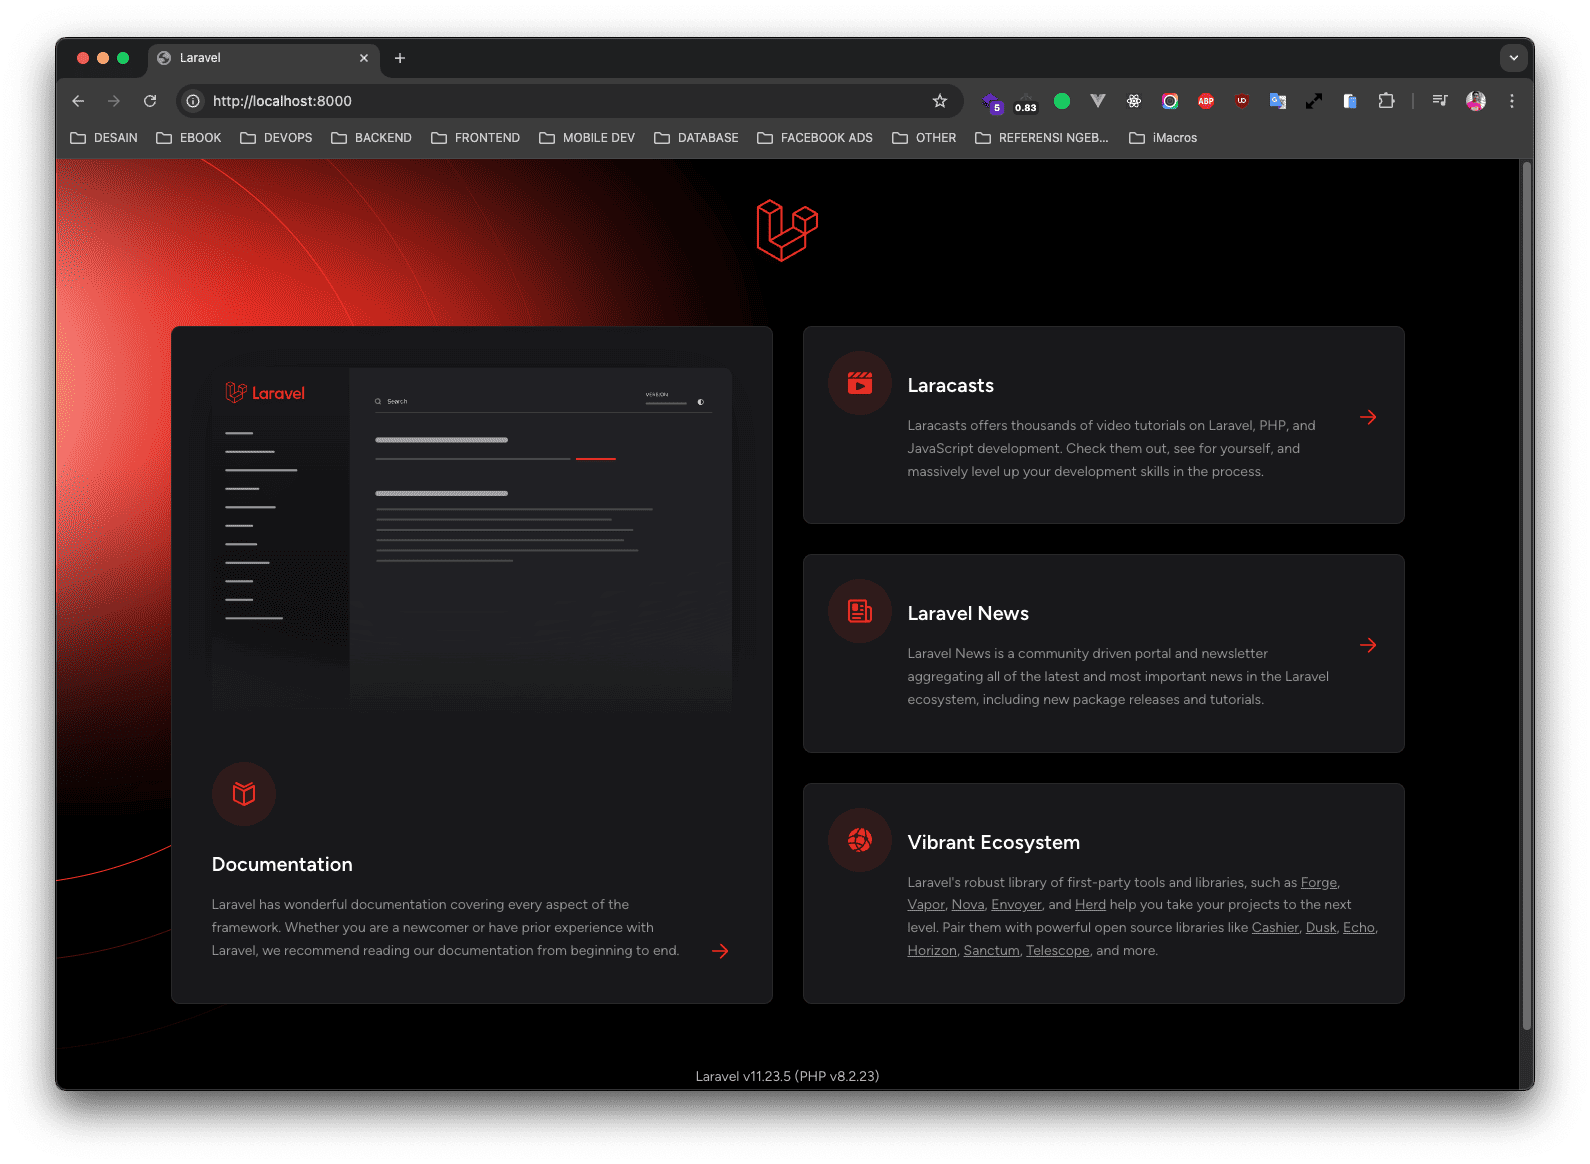 Laravel
http://localhost:8000
5
0.83
ABP
DESAIN
EBOOK
DEVOPS
BACKEND
FRONTEND
MOBILE DEV
DATABASE
FACEBOOK ADS
OTHER
REFERENSI NGEB...
iMacros
Laravel
Search
VERSION
Documentation
Laravel has wonderful documentation covering every aspect of the
framework. Whether you are a newcomer or have prior experience with
Laravel, we recommend reading our documentation from beginning to end.
Laracasts
Laracasts offers thousands of video tutorials on Laravel, PHP, and
JavaScript development. Check them out, see for yourself, and
massively level up your development skills in the process.
Laravel News
Laravel News is a community driven portal and newsletter
aggregating all of the latest and most important news in the Laravel
ecosystem, including new package releases and tutorials.
Vibrant Ecosystem
Laravel's robust library of first-party tools and libraries, such as Forge,
Vapor, Nova, Envoyer, and Herd help you take your projects to the next
level. Pair them with powerful open source libraries like Cashier, Dusk, Echo,
Horizon, Sanctum, Telescope, and more.
Laravel v11.23.5 (PHP v8.2.23)